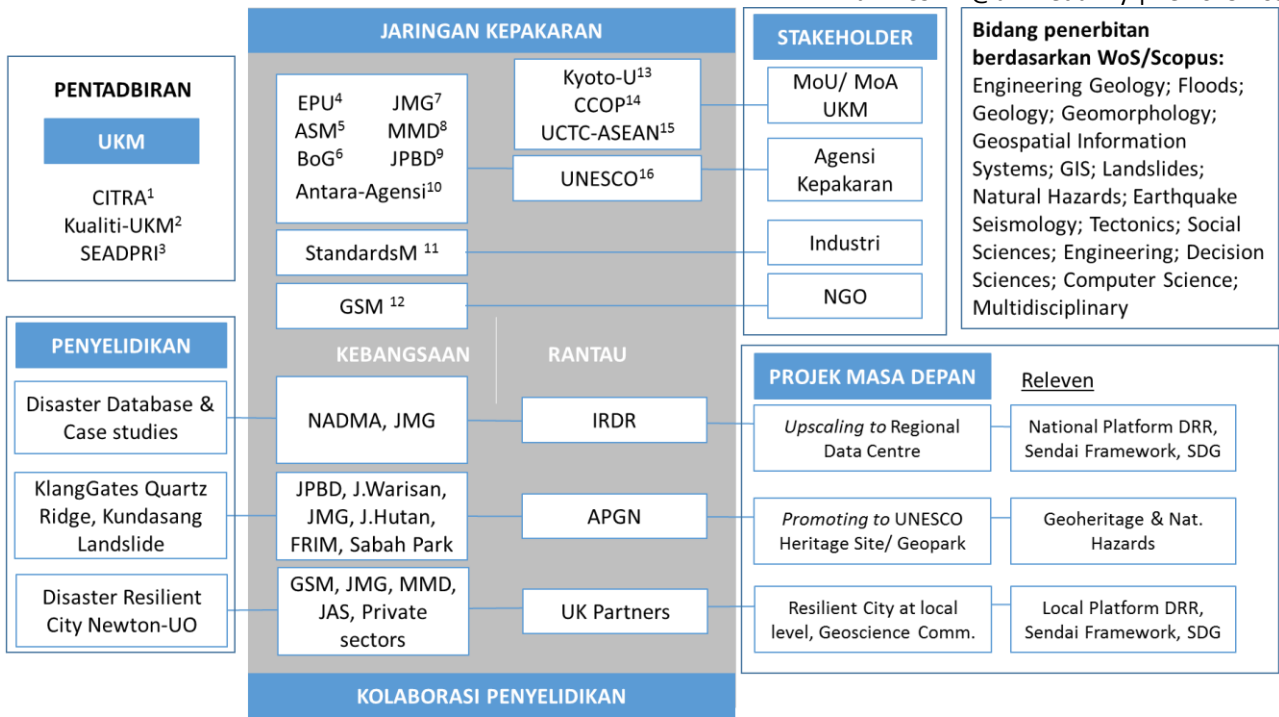 JARINGAN KEPAKARAN
PENTADBIRAN
UKM
CITRA¹
Kualiti-UKM²
SEADPRI³
EPU⁴ JMG⁷
ASM⁵ MMD⁸
BoG⁶ JPBD⁹
Antara-Agensi¹⁰
Kyoto-U¹³
CCOP¹⁴
UCTC-ASEAN¹⁵
UNESCO¹⁶
StandardsM ¹¹
GSM ¹²
STAKEHOLDER
MoU/ MoA
UKM
Agensi
Kepakaran
Industri
NGO
Bidang penerbitan
berdasarkan WoS/Scopus:
Engineering Geology; Floods;
Geology; Geomorphology;
Geospatial Information
Systems; GIS; Landslides;
Natural Hazards; Earthquake
Seismology; Tectonics; Social
Sciences; Engineering; Decision
Sciences; Computer Science;
Multidisciplinary
KEBANGSAAN RANTAU
PENYELIDIKAN
Disaster Database &
Case studies
NADMA, JMG
IRDR
KlangGates Quartz
Ridge, Kundasang
Landslide
JPBD, J.Warisan,
JMG, J.Hutan,
FRIM, Sabah Park
APGN
Disaster Resilient
City Newton-UO
GSM, JMG, MMD,
JAS, Private
sectors
UK Partners
PROJEK MASA DEPAN
Releven
Upscaling to Regional
Data Centre
National Platform DRR,
Sendai Framework, SDG
Promoting to UNESCO
Heritage Site/ Geopark
Geoheritage & Nat.
Hazards
Resilient City at local
level, Geoscience Comm.
Local Platform DRR,
Sendai Framework, SDG
KOLABORASI PENYELIDIKAN